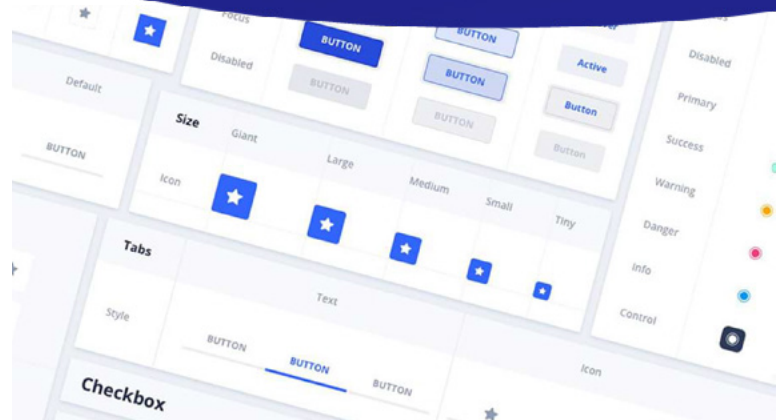 Focus
Disabled
BUTTON
BUTTON
BUTTON
BUTTON
BUTTON
Active
Button
Button
Disabled
Primary
Success
Warning
Danger
Info
Control
Default
BUTTON
Size
Giant
Large
Medium
Small
Tiny
Icon
Tabs
Text
Icon
Style
BUTTON
BUTTON
BUTTON
Checkbox